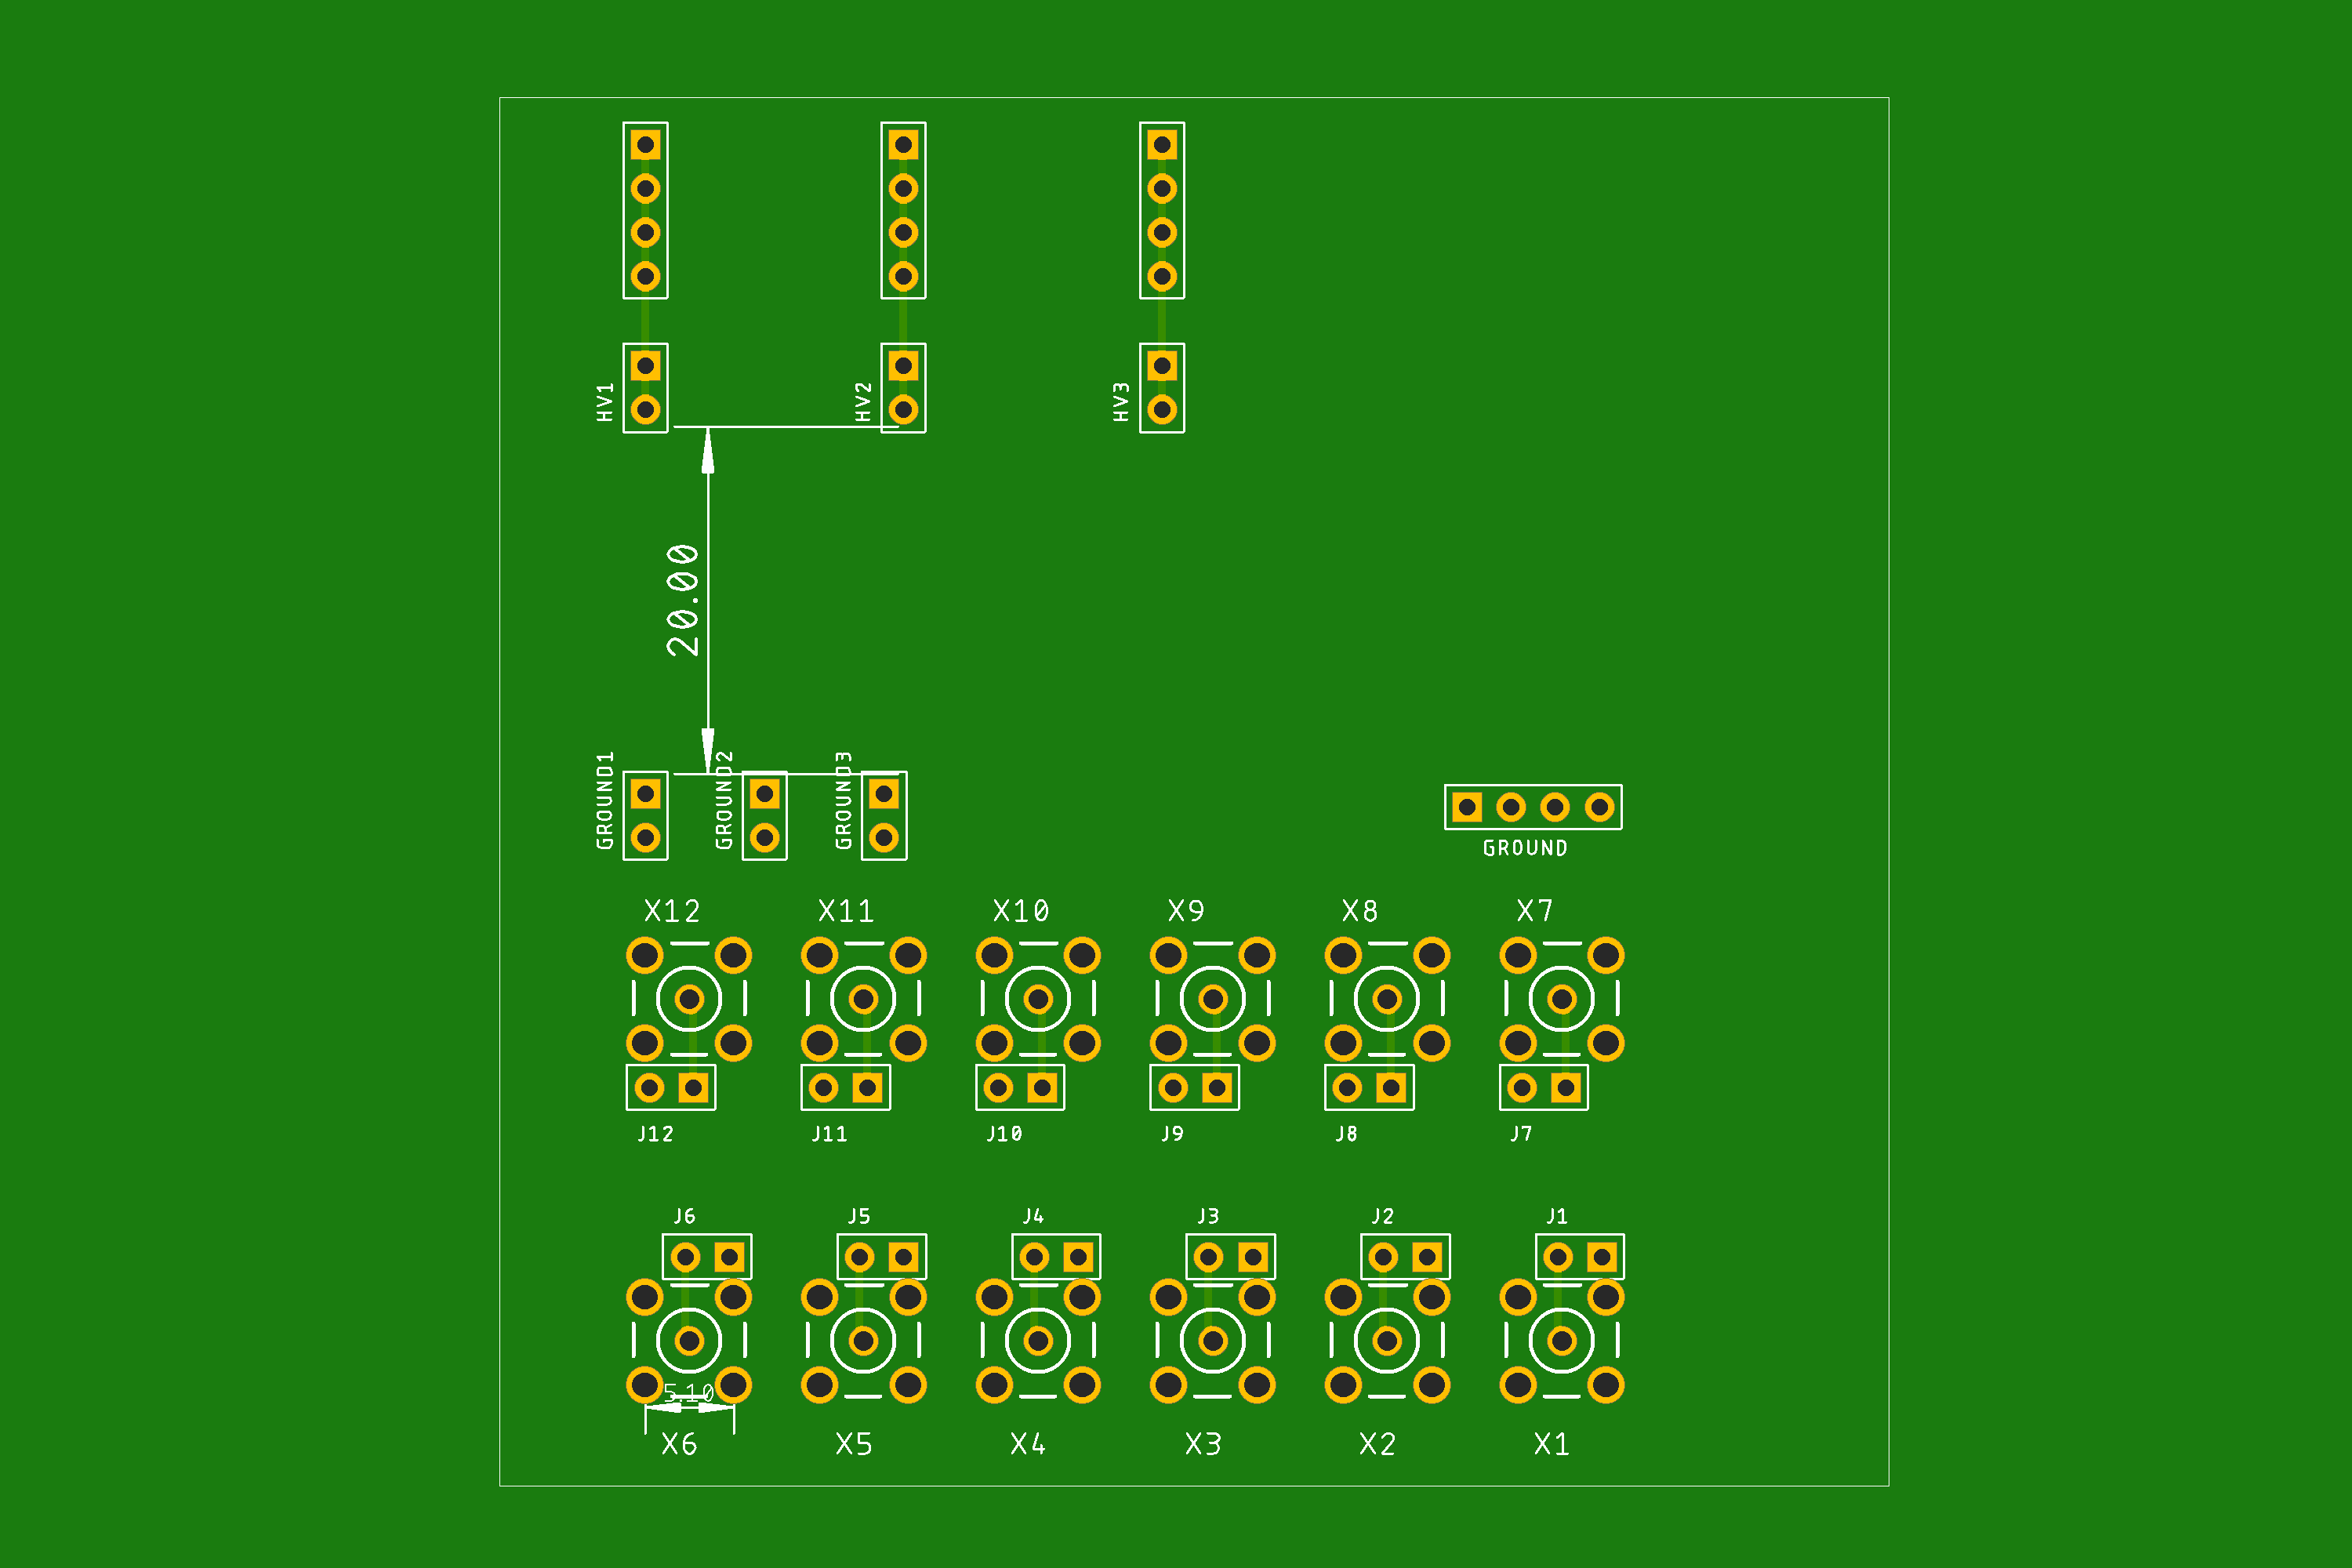 HV1
HV2
HV3
20.00
GROUND1
GROUND2
GROUND3
GROUND
X12
X11
X10
X9
X8
X7
J12
J11
J10
J9
J8
J7
J6
J5
J4
J3
J2
J1
5.10
X6
X5
X4
X3
X2
X1